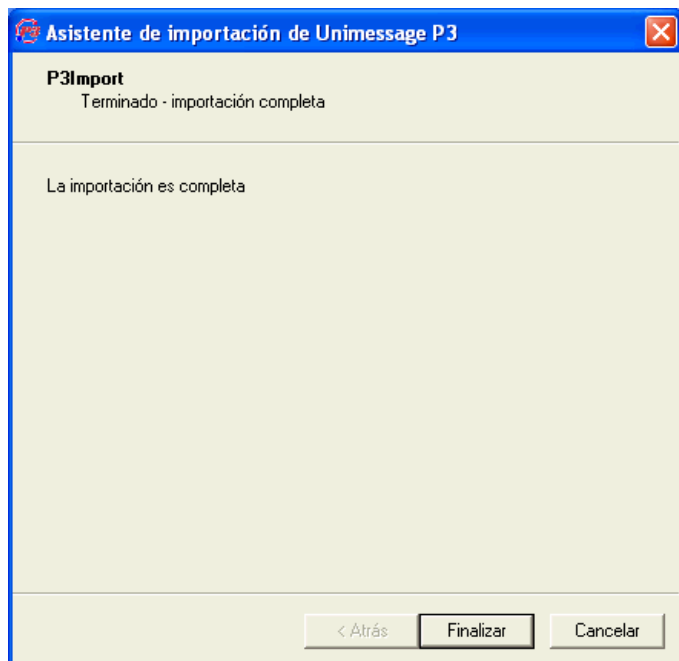 Asistente de importación de Unimessage P3
P3Import
Terminado - importación completa
La importación es completa
< Atrás
Finalizar
Cancelar